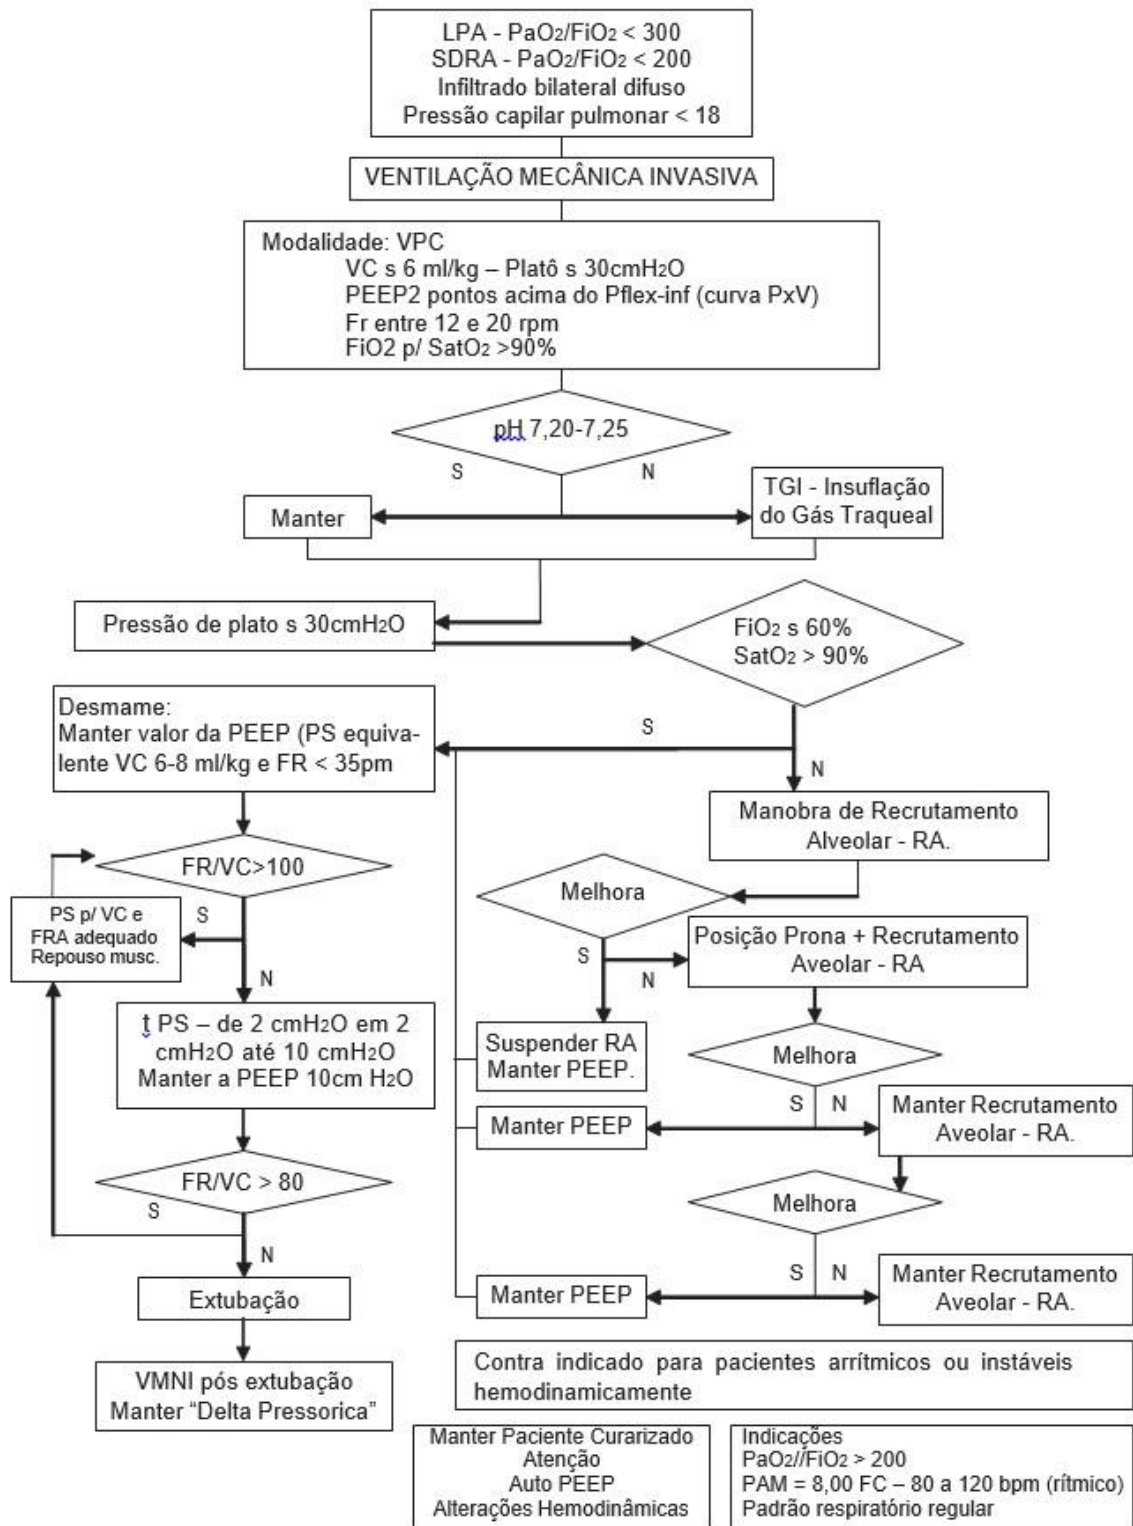 LPA - PaO2/FiO2 < 300
SDRA - PaO2/FiO2 < 200
Infiltrado bilateral difuso
Pressão capilar pulmonar < 18
VENTILAÇÃO MECÂNICA INVASIVA
Modalidade: VPC
VC s 6 ml/kg – Platô s 30cmH2O
PEEP2 pontos acima do Pflex-inf (curva PxV)
Fr entre 12 e 20 rpm
FiO2 p/ SatO2 >90%
pH 7,20-7,25
S
N
Manter
TGI - Insuflação
do Gás Traqueal
Pressão de plato s 30cmH2O
FiO2 s 60%
SatO2 > 90%
S
N
Desmame:
Manter valor da PEEP (PS equiva-
lente VC 6-8 ml/kg e FR < 35pm
FR/VC>100
S
N
PS p/ VC e
FRA adequado
Repouso musc.
t PS – de 2 cmH2O em 2
cmH2O até 10 cmH2O
Manter a PEEP 10cm H2O
FR/VC > 80
S
N
Extubação
VMNI pós extubação
Manter “Delta Pressorica”
Manobra de Recrutamento
Alveolar - RA.
Melhora
S
N
Posição Prona + Recrutamento
Aveolar - RA
Suspender RA
Manter PEEP.
Melhora
S
N
Manter PEEP
Manter Recrutamento
Aveolar - RA.
Melhora
S
N
Manter PEEP
Manter Recrutamento
Aveolar - RA.
Contra indicado para pacientes arrítmicos ou instáveis
hemodinamicamente
Manter Paciente Curarizado
Atenção
Auto PEEP
Alterações Hemodinâmicas
Indicações
PaO2//FiO2 > 200
PAM = 8,00 FC – 80 a 120 bpm (rítmico)
Padrão respiratório regular